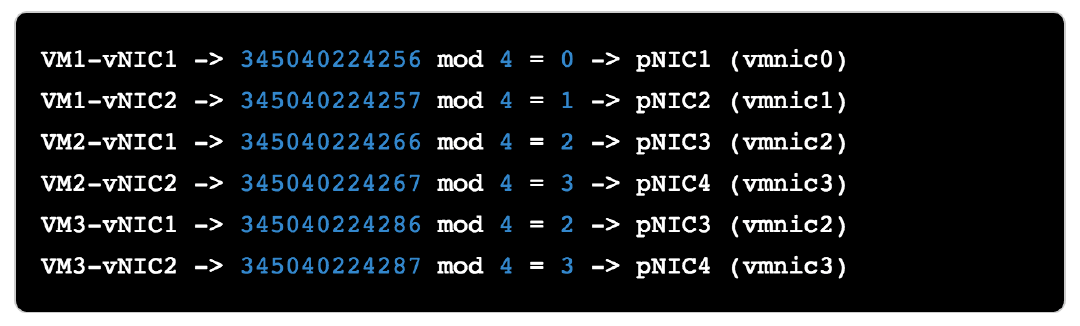 VM1-vNIC1 -> 345040224256 mod 4 = 0 -> pNIC1 (vmnic0)
VM1-vNIC2 -> 345040224257 mod 4 = 1 -> pNIC2 (vmnic1)
VM2-vNIC1 -> 345040224266 mod 4 = 2 -> pNIC3 (vmnic2)
VM2-vNIC2 -> 345040224267 mod 4 = 3 -> pNIC4 (vmnic3)
VM3-vNIC1 -> 345040224286 mod 4 = 2 -> pNIC3 (vmnic2)
VM3-vNIC2 -> 345040224287 mod 4 = 3 -> pNIC4 (vmnic3)